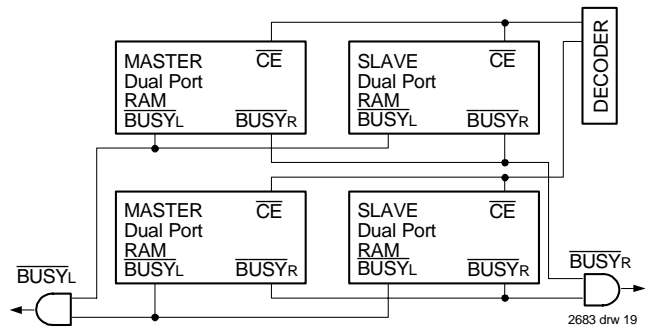 MASTER
Dual Port
RAM
CE
BUSYL
BUSYR
SLAVE
Dual Port
RAM
CE
BUSYL
BUSYR
DECODER
MASTER
Dual Port
RAM
CE
BUSYL
BUSYR
SLAVE
Dual Port
RAM
CE
BUSYL
BUSYR
BUSYL
BUSYR
2683 drw 19